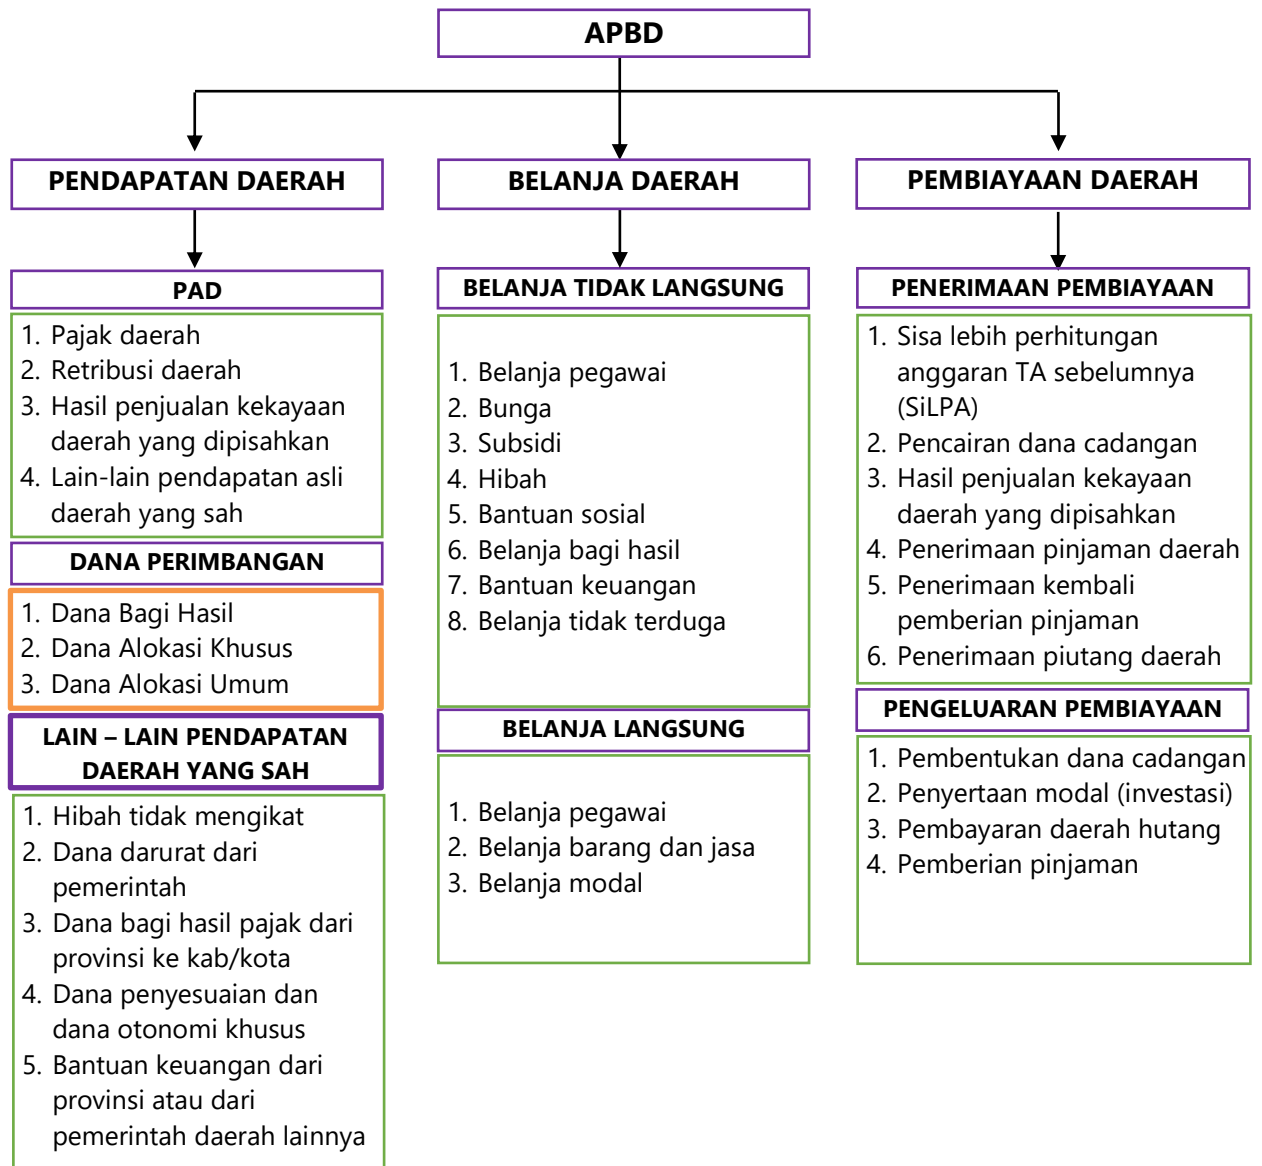 APBD
PENDAPATAN DAERAH
PAD
1. Pajak daerah
2. Retribusi daerah
3. Hasil penjualan kekayaan
daerah yang dipisahkan
4. Lain-lain pendapatan asli
daerah yang sah
DANA PERIMBANGAN
1. Dana Bagi Hasil
2. Dana Alokasi Khusus
3. Dana Alokasi Umum
LAIN – LAIN PENDAPATAN
DAERAH YANG SAH
1. Hibah tidak mengikat
2. Dana darurat dari
pemerintah
3. Dana bagi hasil pajak dari
provinsi ke kab/kota
4. Dana penyesuaian dan
dana otonomi khusus
5. Bantuan keuangan dari
provinsi atau dari
pemerintah daerah lainnya
BELANJA DAERAH
BELANJA TIDAK LANGSUNG
1. Belanja pegawai
2. Bunga
3. Subsidi
4. Hibah
5. Bantuan sosial
6. Belanja bagi hasil
7. Bantuan keuangan
8. Belanja tidak terduga
BELANJA LANGSUNG
1. Belanja pegawai
2. Belanja barang dan jasa
3. Belanja modal
PEMBIAYAAN DAERAH
PENERIMAAN PEMBIAYAAN
1. Sisa lebih perhitungan
anggaran TA sebelumnya
(SiLPA)
2. Pencairan dana cadangan
3. Hasil penjualan kekayaan
daerah yang dipisahkan
4. Penerimaan pinjaman daerah
5. Penerimaan kembali
pemberian pinjaman
6. Penerimaan piutang daerah
PENGELUARAN PEMBIAYAAN
1. Pembentukan dana cadangan
2. Penyertaan modal (investasi)
3. Pembayaran daerah hutang
4. Pemberian pinjaman